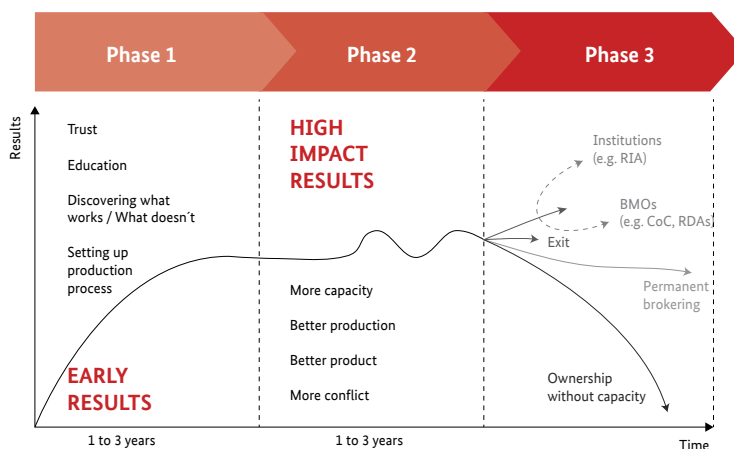 Phase 1
Phase 2
Phase 3
Results
Trust
Education
Discovering what
works / What doesn´t
Setting up
production
process
EARLY
RESULTS
HIGH
IMPACT
RESULTS
More capacity
Better production
Better product
More conflict
Institutions
(e.g. RIA)
BMOs
(e.g. CoC, RDAs)
Exit
Permanent
brokering
Ownership
without capacity
1 to 3 years
1 to 3 years
Time